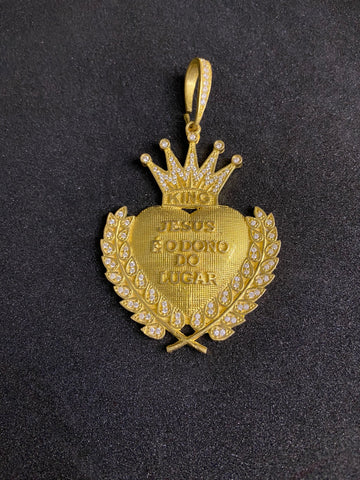 KING
JESUS
É O DONO
DO
LUGAR